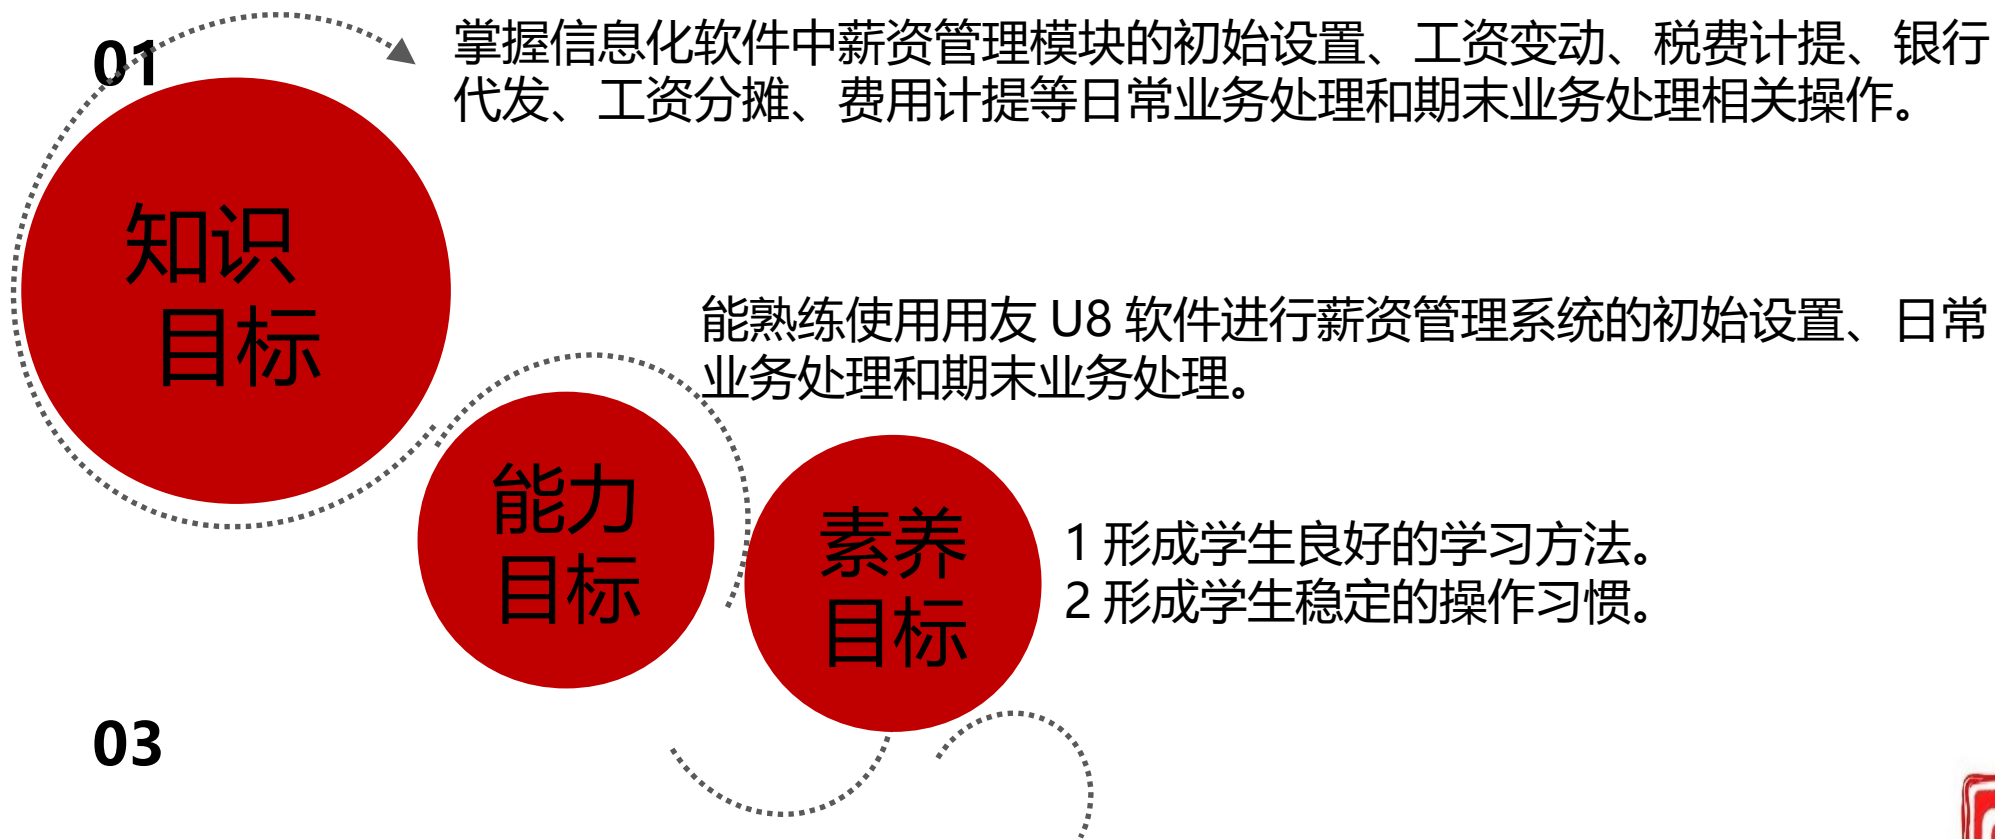 01
掌握信息化软件中薪资管理模块的初始设置、工资变动、税费计提、银行
代发、工资分摊、费用计提等日常业务处理和期末业务处理相关操作。
知识
目标
能熟练使用用友 U8 软件进行薪资管理系统的初始设置、日常
业务处理和期末业务处理。
能力
目标
素养
目标
1 形成学生良好的学习方法。
2 形成学生稳定的操作习惯。
03